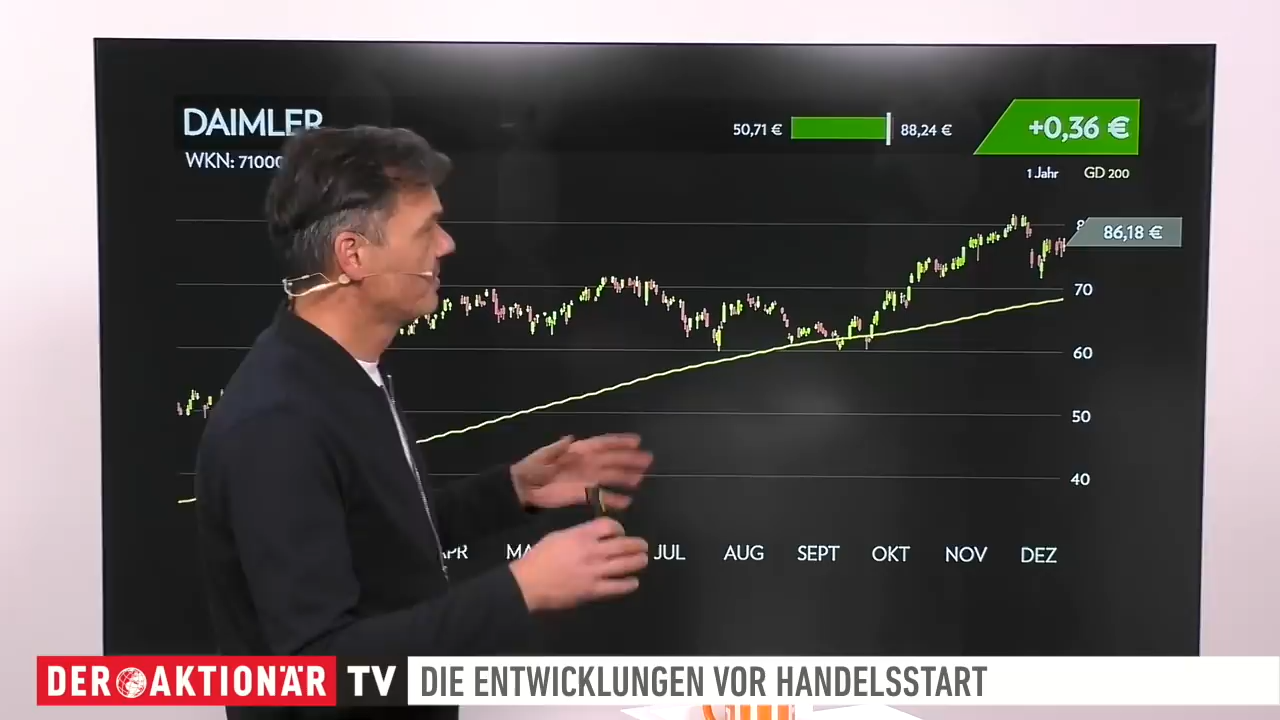 DAIMLER
WKN: 71000
50,71 €
88,24 €
+0,36 €
1 Jahr
GD 200
86,18 €
70
60
50
40
JUL
AUG
SEPT
OKT
NOV
DEZ
DER AKTIONÄR TV
DIE ENTWICKLUNGEN VOR HANDELSSTART